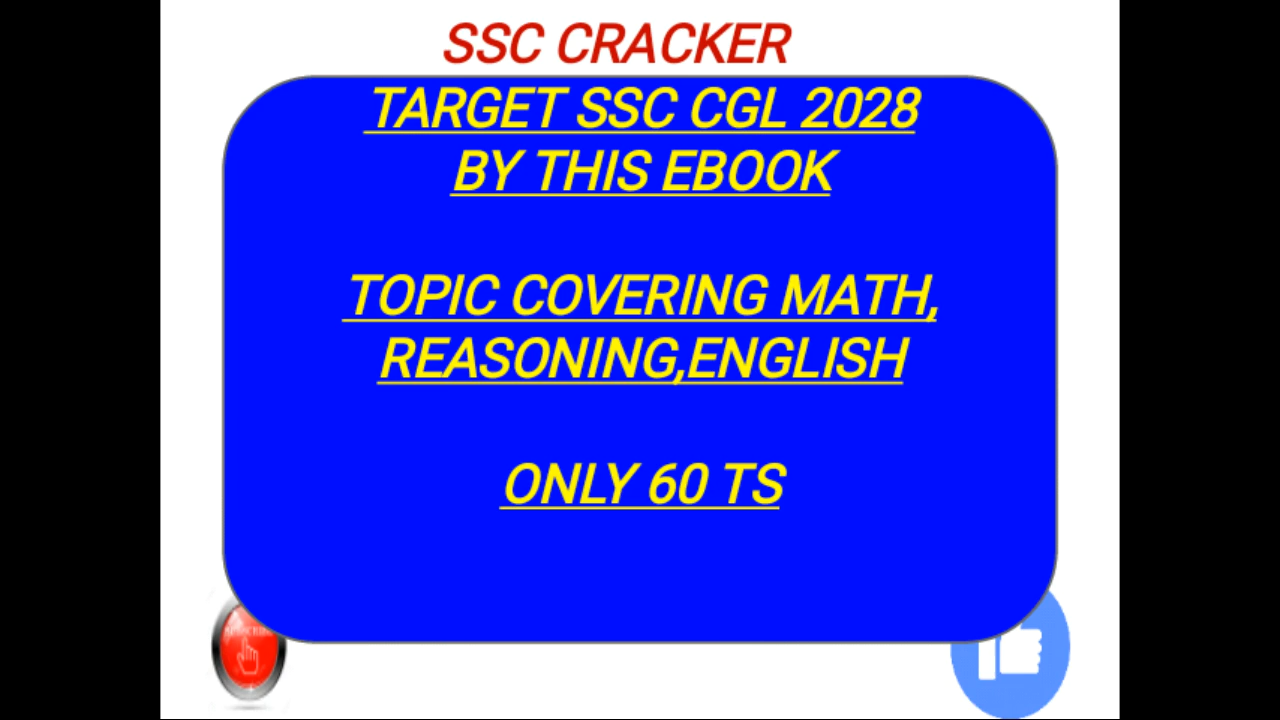 SSC CRACKER
TARGET SSC CGL 2028
BY THIS EBOOK
TOPIC COVERING MATH,
REASONING,ENGLISH
ONLY 60 TS